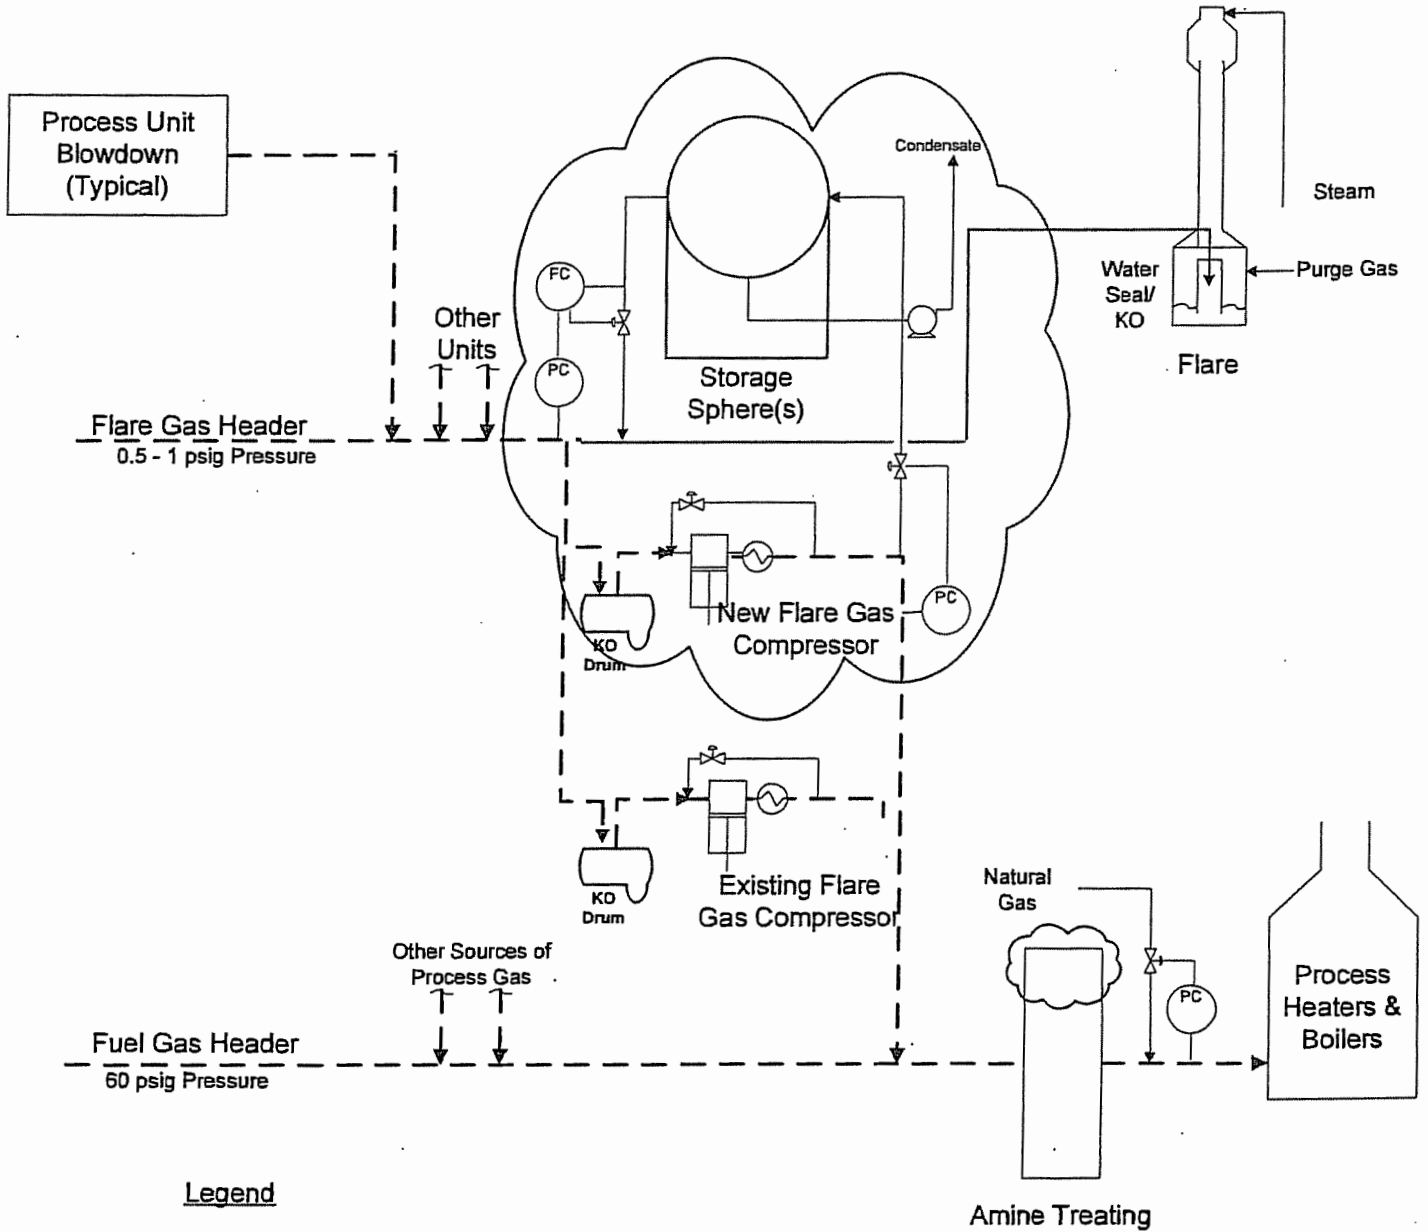 Process Unit
Blowdown
(Typical)
Condensate
Steam
Water
Seal/
KO
Purge Gas
Flare
FC
Other
Units
PC
Storage
Sphere(s)
Flare Gas Header
0.5 - 1 psig Pressure
PC
New Flare Gas
Compressor
KO
Drum
Existing Flare
Gas Compressor
KO
Drum
Natural
Gas
Other Sources of
Process Gas
PC
Process
Heaters &
Boilers
Fuel Gas Header
60 psig Pressure
Legend
Amine Treating